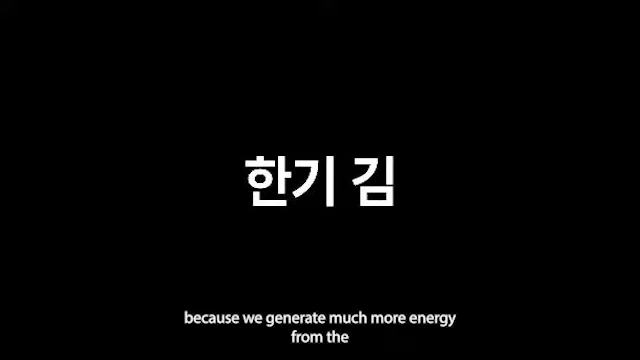 한기 김
because we generate much more energy
from the